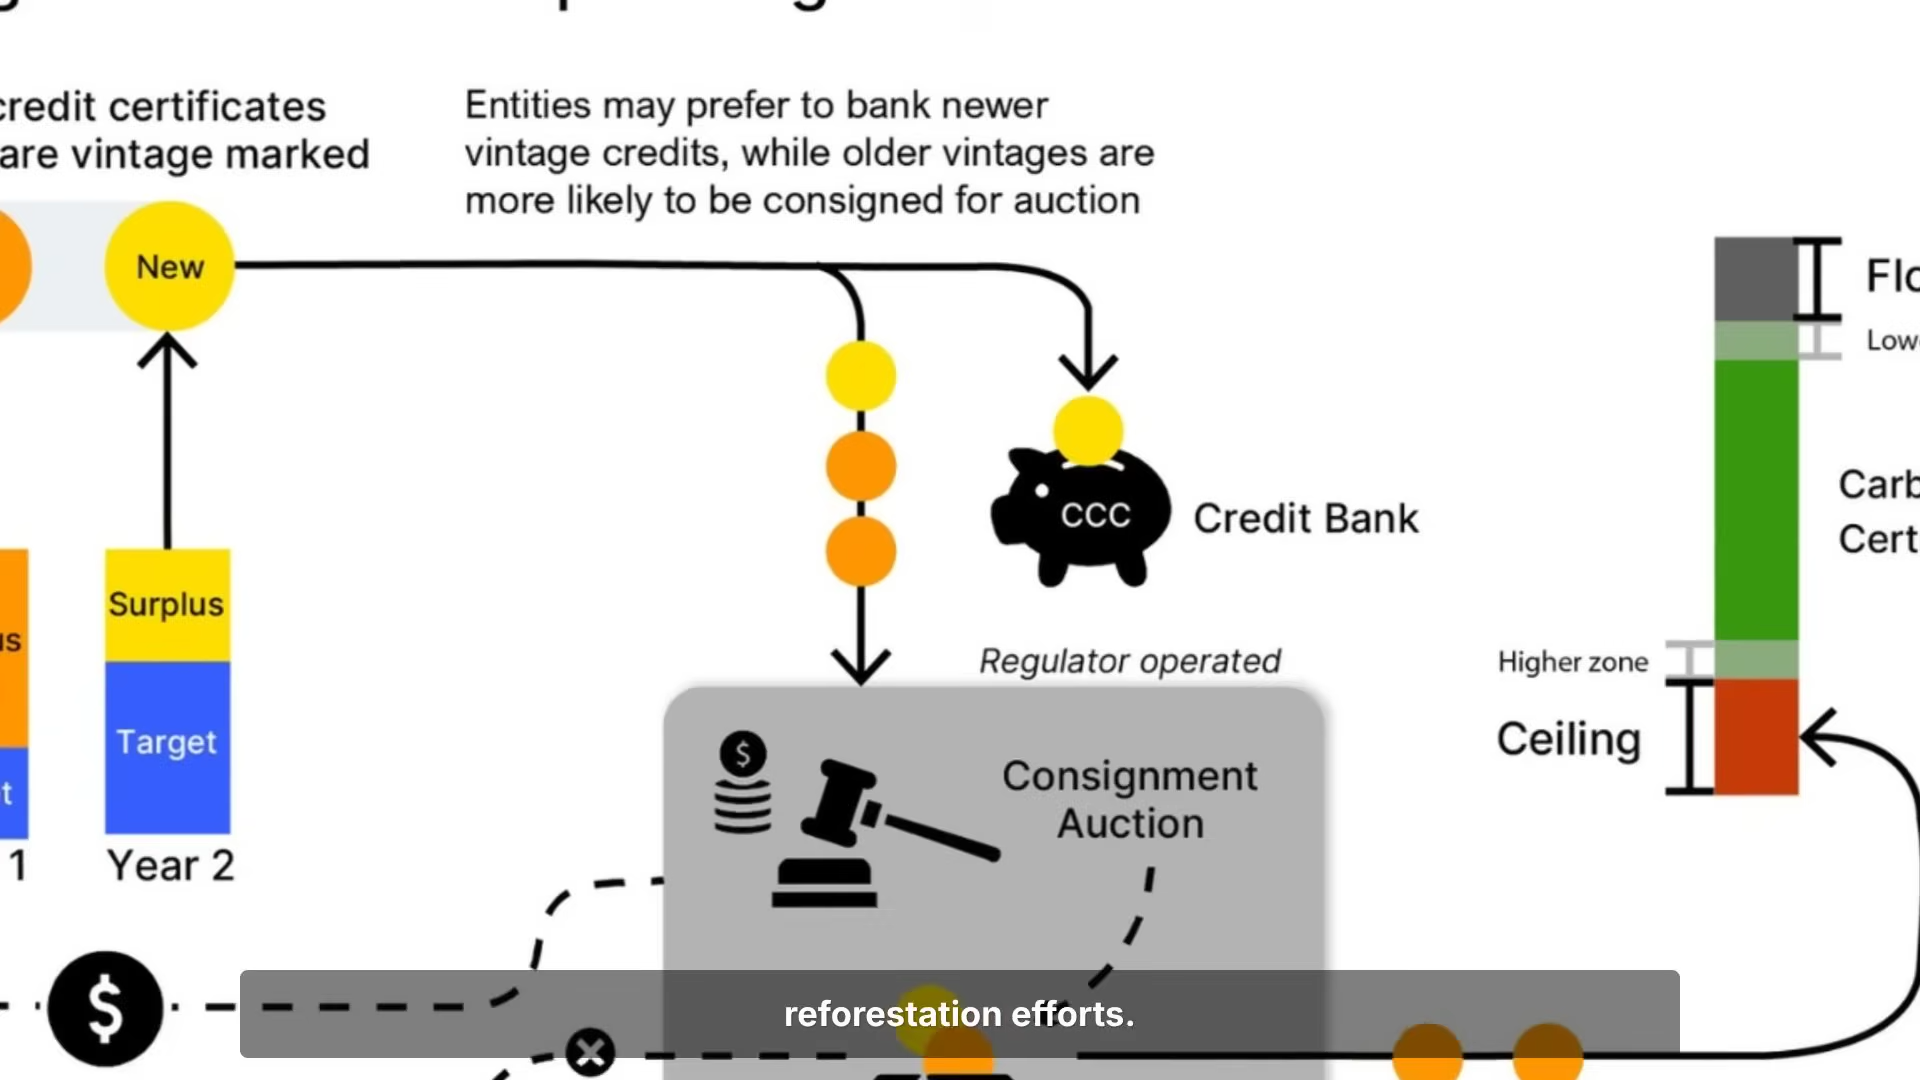 credit certificates
are vintage marked
Entities may prefer to bank newer
vintage credits, while older vintages are
more likely to be consigned for auction
New
CCC
Credit Bank
Surplus
Target
1
Year 2
Regulator operated
Consignment
Auction
Higher zone
Ceiling
$
$
reforestation efforts.